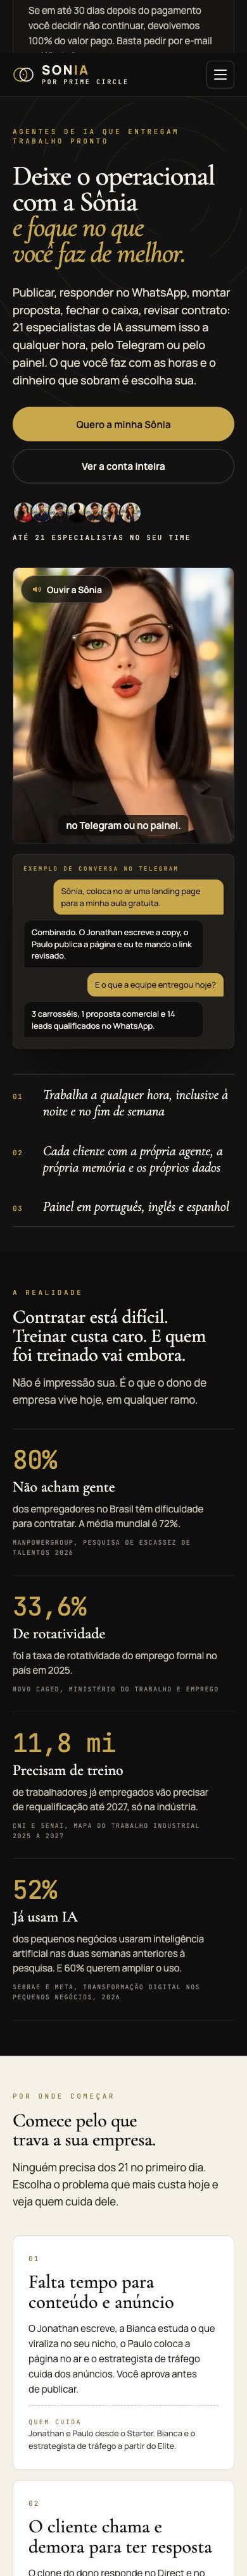 Se em até 30 dias depois do pagamento
você decidir não continuar, devolvemos
100% do valor pago. Basta pedir por e-mail
SONIA
POR PRIME CIRCLE
AGENTES DE IA QUE ENTREGAM
TRABALHO PRONTO
Deixe o operacional
com a Sônia
e foque no que
você faz de melhor.
Publicar, responder no WhatsApp, montar
proposta, fechar o caixa, revisar contrato:
21 especialistas de IA assumem isso a
qualquer hora, pelo Telegram ou pelo
painel. O que você faz com as horas e o
dinheiro que sobram é escolha sua.
Quero a minha Sônia
Ver a conta inteira
ATÉ 21 ESPECIALISTAS NO SEU TIME
Ouvir a Sônia
no Telegram ou no painel.
EXEMPLO DE CONVERSA NO TELEGRAM
Sônia, coloca no ar uma landing page
para a minha aula gratuita.
Combinado. O Jonathan escreve a copy, o
Paulo publica a página e eu te mando o link
revisado.
E o que a equipe entregou hoje?
3 carrosséis, 1 proposta comercial e 14
leads qualificados no WhatsApp.
01
Trabalha a qualquer hora, inclusive à
noite e no fim de semana
02
Cada cliente com a própria agente, a
própria memória e os próprios dados
03
Painel em português, inglês e espanhol
A REALIDADE
Contratar está difícil.
Treinar custa caro. E quem
foi treinado vai embora.
Não é impressão sua. É o que o dono de
empresa vive hoje, em qualquer ramo.
80%
Não acham gente
dos empregadores no Brasil têm dificuldade
para contratar. A média mundial é 72%.
MANPOWERGROUP, PESQUISA DE ESCASSEZ DE
TALENTOS 2026
33,6%
De rotatividade
foi a taxa de rotatividade do emprego formal no
país em 2025.
NOVO CAGED, MINISTÉRIO DO TRABALHO E EMPREGO
11,8 mi
Precisam de treino
de trabalhadores já empregados vão precisar
de requalificação até 2027, só na indústria.
CNI E SENAI, MAPA DO TRABALHO INDUSTRIAL
2025 A 2027
52%
Já usam IA
dos pequenos negócios usaram inteligência
artificial nas duas semanas anteriores à
pesquisa. E 60% querem ampliar o uso.
SEBRAE E META, TRANSFORMAÇÃO DIGITAL NOS
PEQUENOS NEGÓCIOS, 2026
POR ONDE COMEÇAR
Comece pelo que
trava a sua empresa.
Ninguém precisa dos 21 no primeiro dia.
Escolha o problema que mais custa hoje e
veja quem cuida dele.
01
Falta tempo para
conteúdo e anúncio
O Jonathan escreve, a Bianca estuda o que
viraliza no seu nicho, o Paulo coloca a
página no ar e o estrategista de tráfego
cuida dos anúncios. Você aprova antes
de publicar.
QUEM CUIDA
Jonathan e Paulo desde o Starter. Bianca e o
estrategista de tráfego a partir do Elite.
02
O cliente chama e
demora para ter resposta
O clone do dono responde no Direct e no